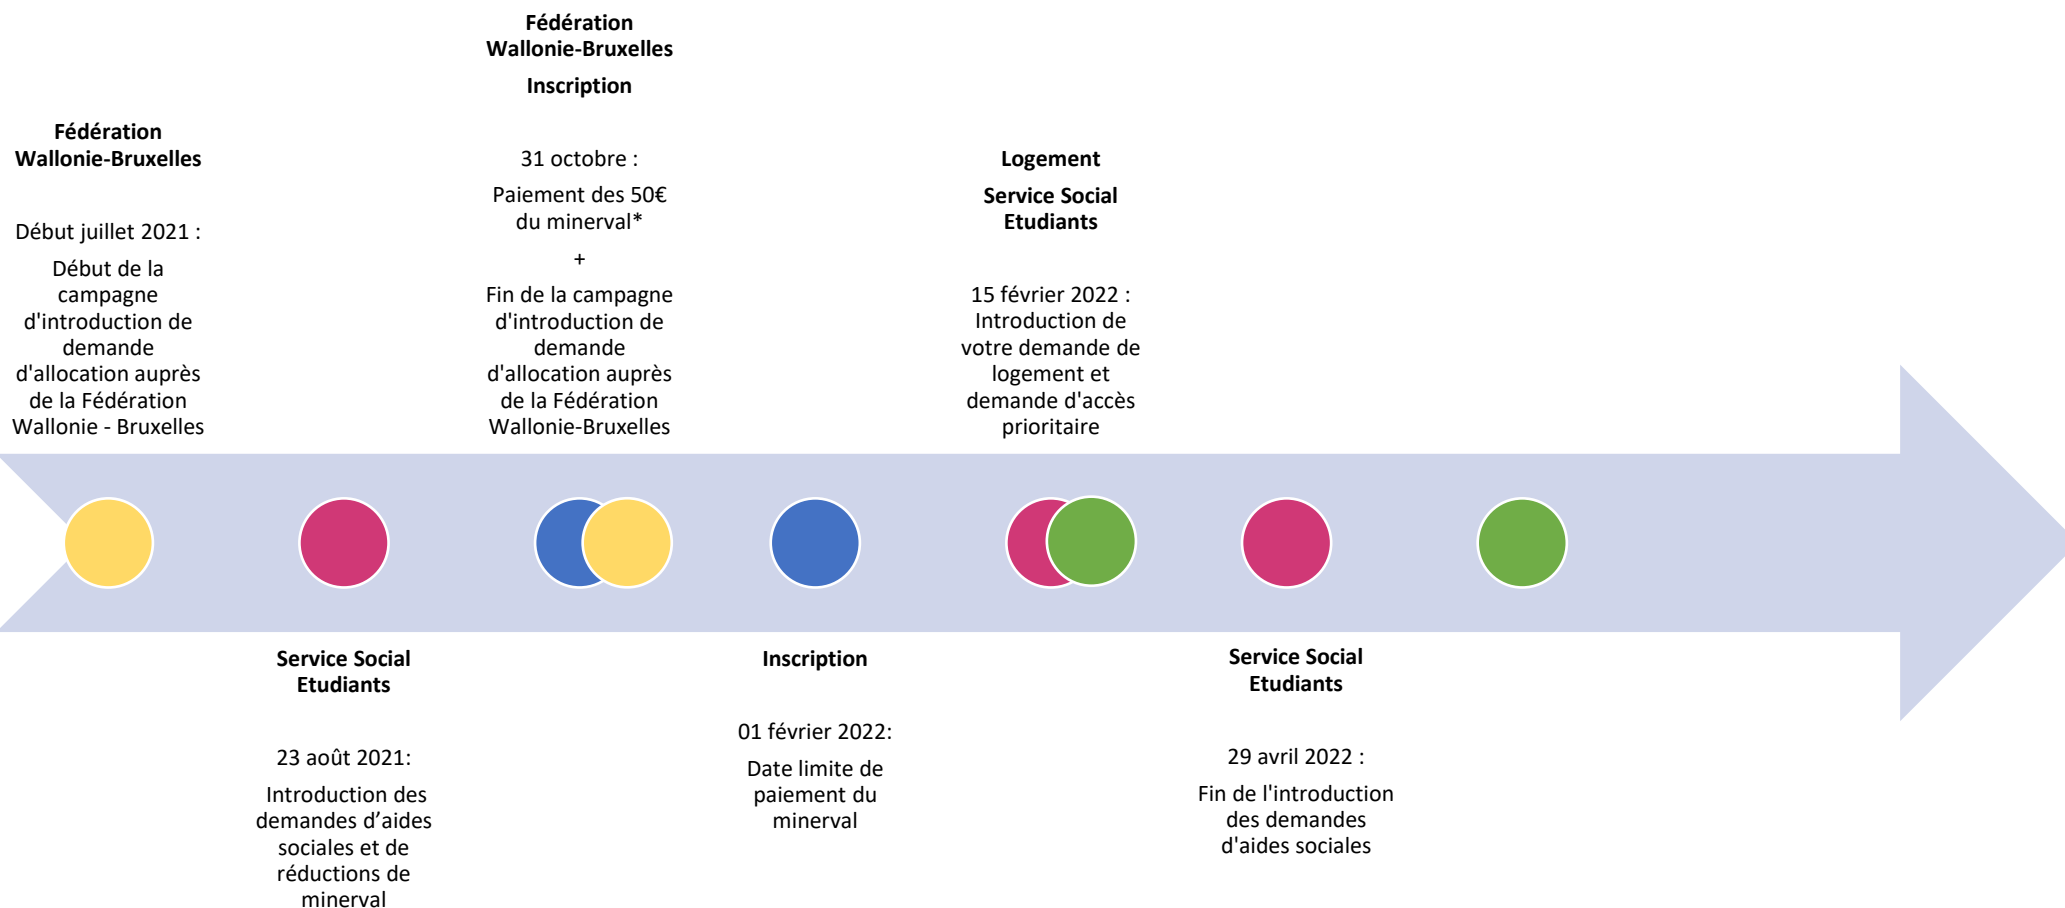 Fédération
Wallonie-Bruxelles
Début juillet 2021 :
Début de la
campagne
d'introduction de
demande
d'allocation auprès
de la Fédération
Wallonie - Bruxelles
Fédération
Wallonie-Bruxelles
Inscription
31 octobre :
Paiement des 50€
du minerval*
+
Fin de la campagne
d'introduction de
demande
d'allocation auprès
de la Fédération
Wallonie-Bruxelles
Logement
Service Social
Etudiants
15 février 2022 :
Introduction de
votre demande de
logement et
demande d'accès
prioritaire
Service Social
Etudiants
23 août 2021:
Introduction des
demandes d’aides
sociales et de
réductions de
minerval
Inscription
01 février 2022:
Date limite de
paiement du
minerval
Service Social
Etudiants
29 avril 2022 :
Fin de l'introduction
des demandes
d'aides sociales